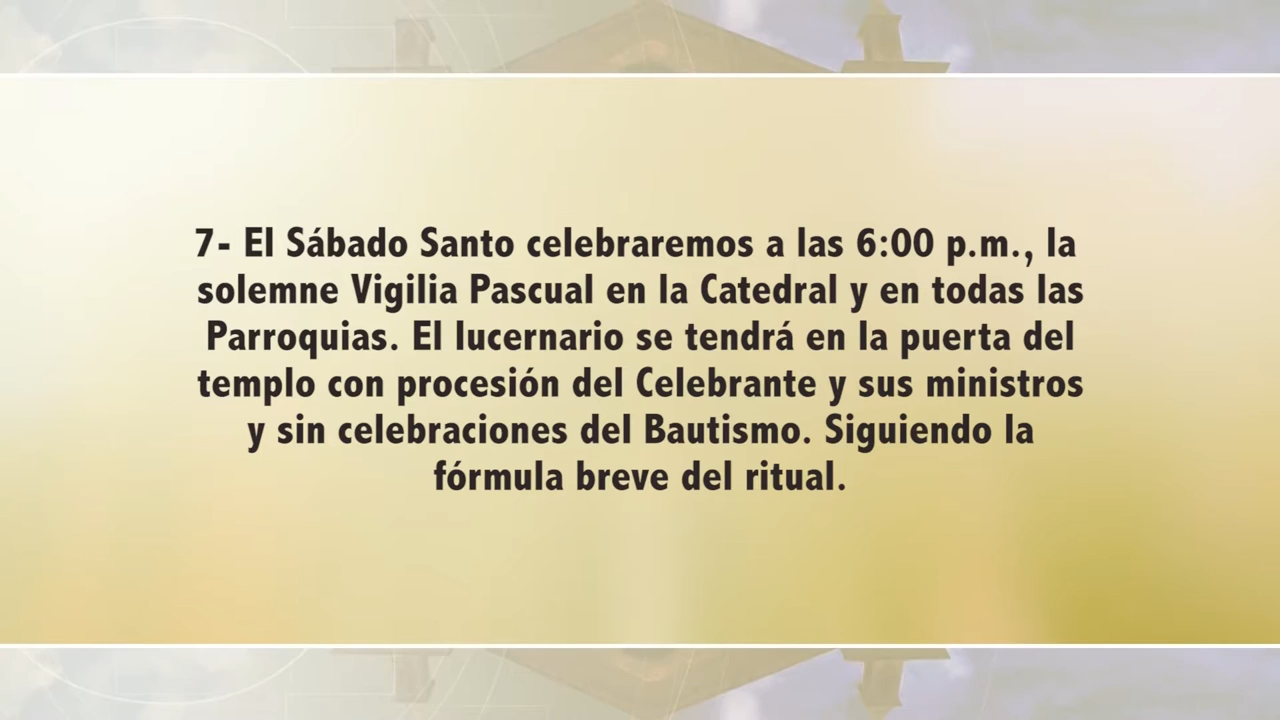 7- El Sábado Santo celebraremos a las 6:00 p.m., la
solemne Vigilia Pascual en la Catedral y en todas las
Parroquias. El lucernario se tendrá en la puerta del
templo con procesión del Celebrante y sus ministros
y sin celebraciones del Bautismo. Siguiendo la
fórmula breve del ritual.